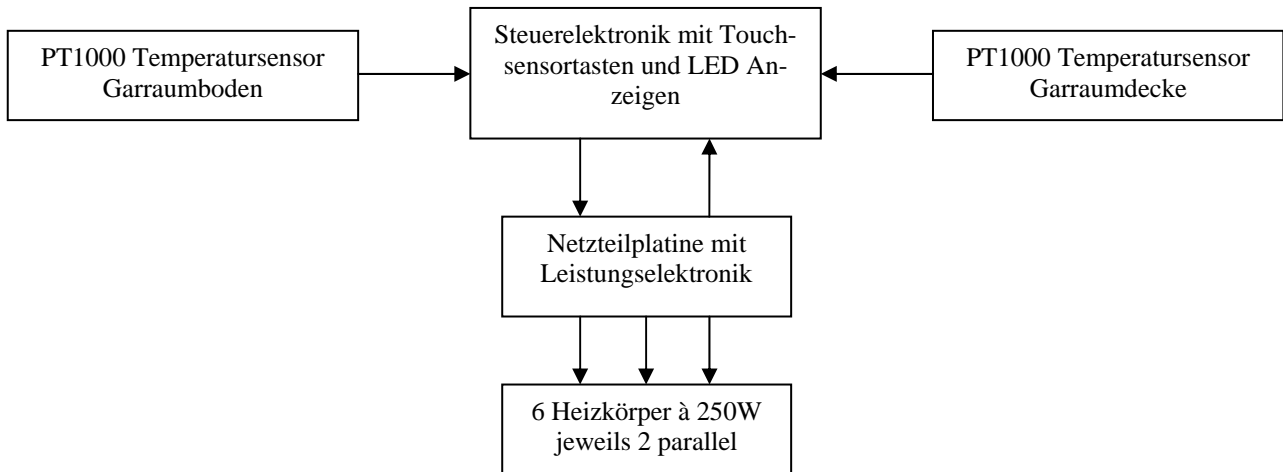 PT1000 Temperatursensor
Garraumboden
Steuerelektronik mit Touch-
sensortasten und LED An-
zeigen
PT1000 Temperatursensor
Garraumdecke
Netzteilplatine mit
Leistungselektronik
6 Heizkörper à 250W
jeweils 2 parallel